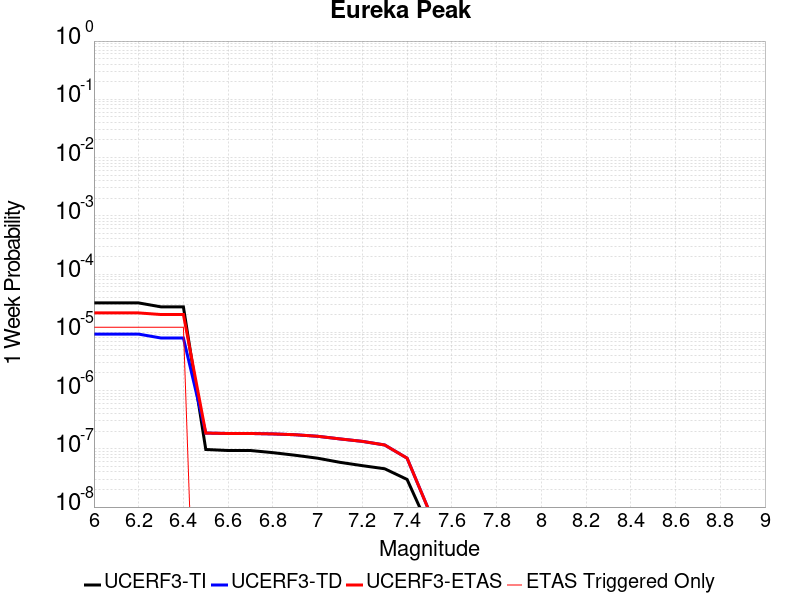 Eureka Peak
10^0
10^-1
10^-2
10^-3
10^-4
10^-5
10^-6
10^-7
10^-8
1 Week Probability
6 6.2 6.4 6.6 6.8 7 7.2 7.4 7.6 7.8 8 8.2 8.4 8.6 8.8 9
Magnitude
UCERF3-TI UCERF3-TD UCERF3-ETAS ETAS Triggered Only